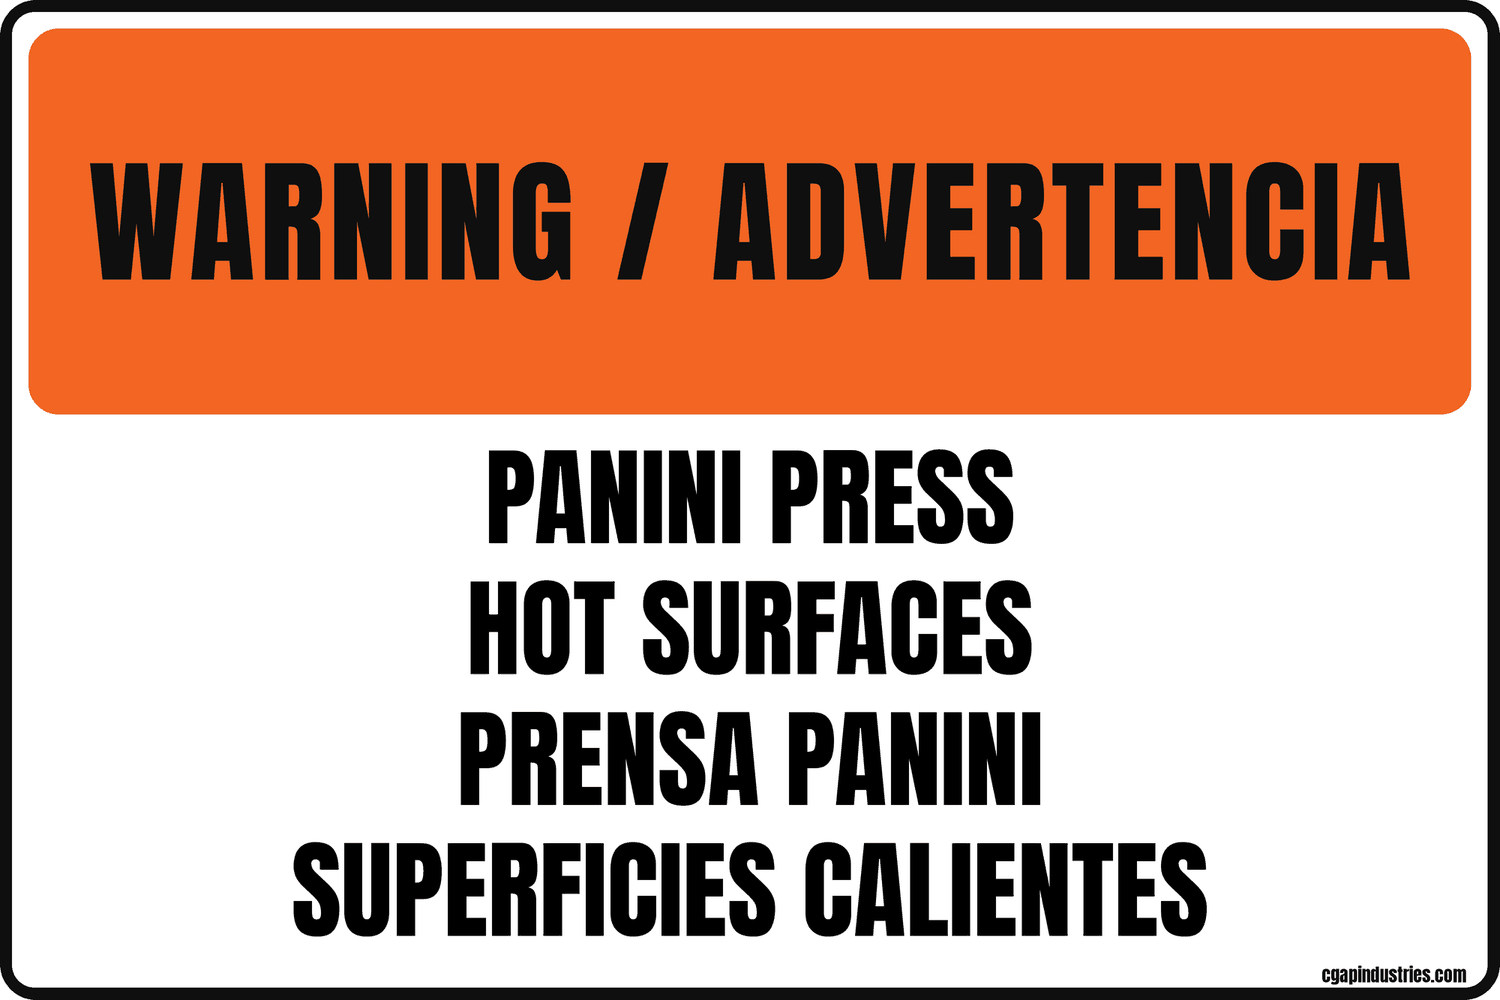 WARNING / ADVERTENCIA
PANINI PRESS
HOT SURFACES
PRENSA PANINI
SUPERFICIES CALIENTES
cgapindustries.com